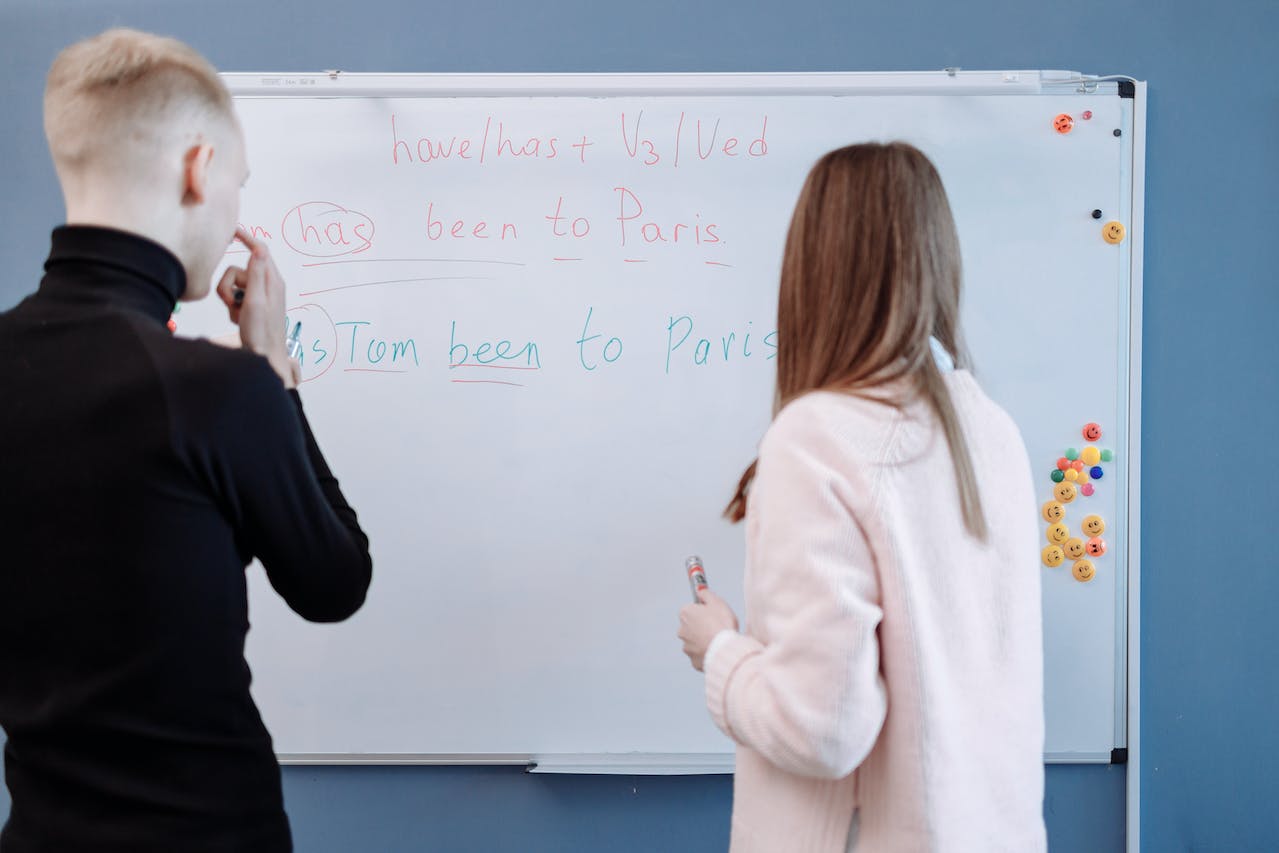 have/has + V3/Ved
has been to Paris.
Tom been to Paris